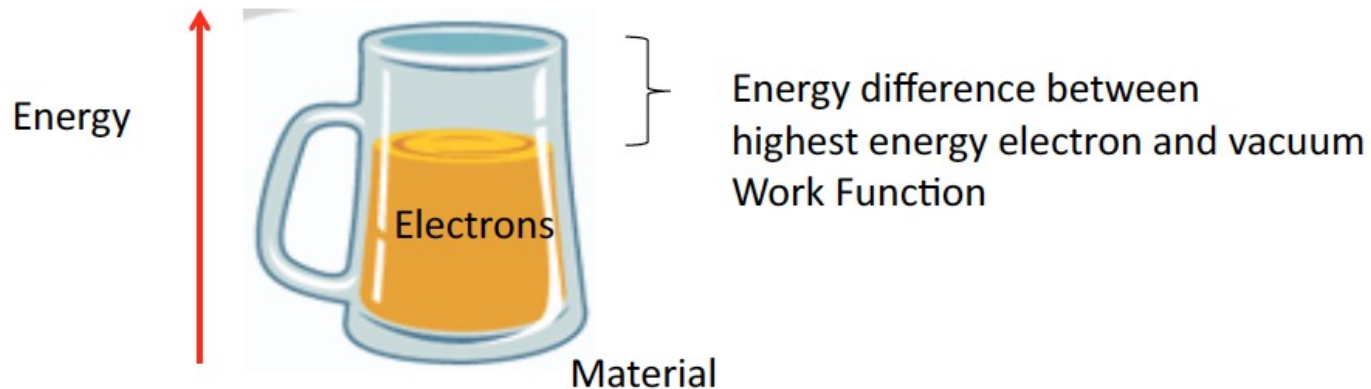 Energy
Electrons
Material
Energy difference between
highest energy electron and vacuum
Work Function